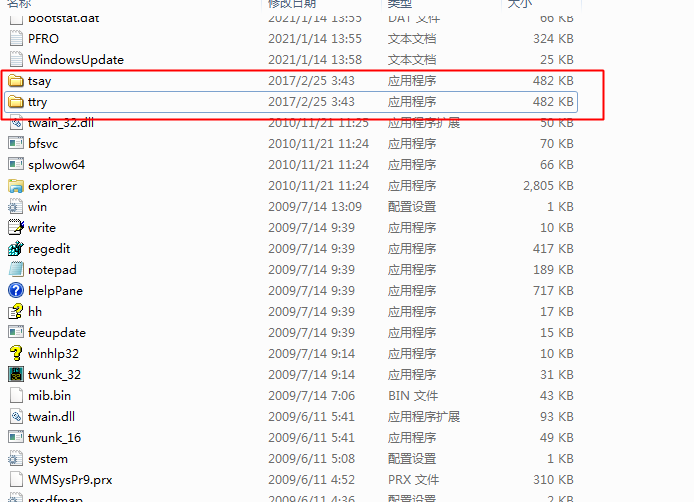 名称 修改日期 类型 大小
bootstat.dat 2021/1/14 13:55 DAT 文件 66 KB
PFRO 2021/1/14 13:55 文本文档 324 KB
WindowsUpdate 2021/1/14 13:58 文本文档 25 KB
tsay 2017/2/25 3:43 应用程序 482 KB
ttry 2017/2/25 3:43 应用程序 482 KB
twain_32.dll 2010/11/21 11:25 应用程序扩展 50 KB
bfsvc 2010/11/21 11:24 应用程序 70 KB
splwow64 2010/11/21 11:24 应用程序 66 KB
explorer 2010/11/21 11:24 应用程序 2,805 KB
win 2009/7/14 13:09 配置设置 1 KB
write 2009/7/14 9:39 应用程序 10 KB
regedit 2009/7/14 9:39 应用程序 417 KB
notepad 2009/7/14 9:39 应用程序 189 KB
HelpPane 2009/7/14 9:39 应用程序 717 KB
hh 2009/7/14 9:39 应用程序 17 KB
fveupdate 2009/7/14 9:39 应用程序 15 KB
winhlp32 2009/7/14 9:14 应用程序 10 KB
twunk_32 2009/7/14 9:14 应用程序 31 KB
mib.bin 2009/7/14 7:06 BIN 文件 43 KB
twain.dll 2009/6/11 5:41 应用程序扩展 93 KB
twunk_16 2009/6/11 5:41 应用程序 49 KB
system 2009/6/11 5:08 配置设置 1 KB
WMSysPr9.prx 2009/6/11 4:52 PRX 文件 310 KB
msdfmap 2009/6/11 4:36 配置设置 2 KB